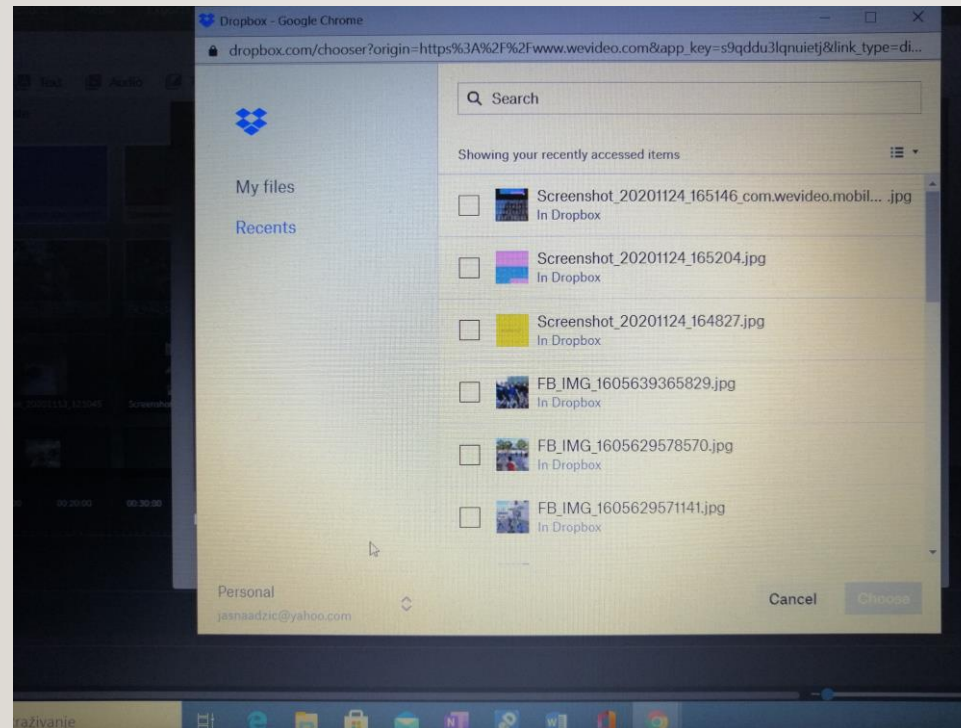 Dropbox - Google Chrome
dropbox.com/chooser?origin=https%3A%2F%2Fwww.wevideo.com&app_key=s9qddu3lqnuietj&link_type=di...
Text
Audio
Search
Showing your recently accessed items
My files
Recents
Screenshot_20201124_165146_com.wevideo.mobil... .jpg
In Dropbox
Screenshot_20201124_165204.jpg
In Dropbox
Screenshot_20201124_164827.jpg
In Dropbox
FB_IMG_1605639365829.jpg
In Dropbox
FB_IMG_1605629578570.jpg
In Dropbox
FB_IMG_1605629571141.jpg
In Dropbox
Screenshot
00:30:00
00:30:00
Personal
jasnaadzic@yahoo.com
Cancel
Choose
traživanje